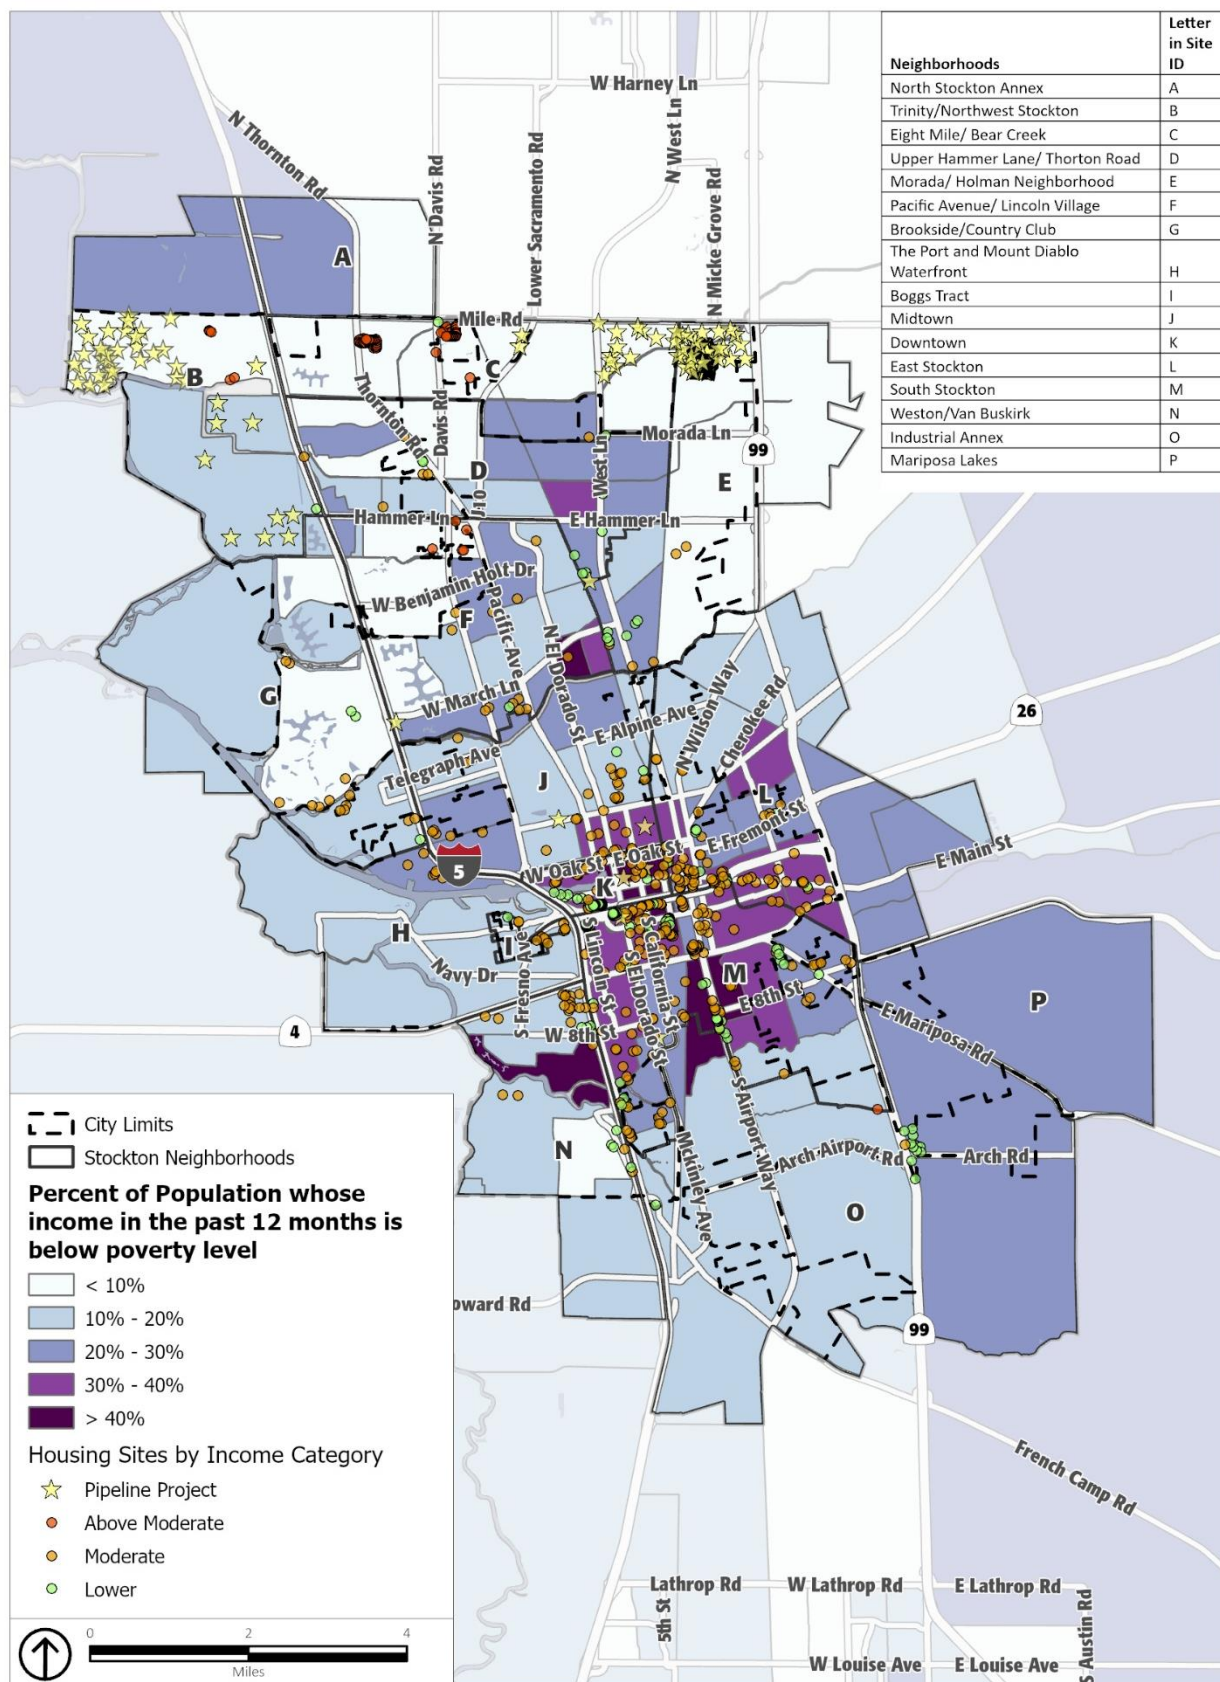 Neighborhoods
Letter
in Site
ID
North Stockton Annex A
Trinity/Northwest Stockton B
Eight Mile/ Bear Creek C
Upper Hammer Lane/ Thorton Road D
Morada/ Holman Neighborhood E
Pacific Avenue/ Lincoln Village F
Brookside/Country Club G
The Port and Mount Diablo
Waterfront H
Boggs Tract I
Midtown J
Downtown K
East Stockton L
South Stockton M
Weston/Van Buskirk N
Industrial Annex O
Mariposa Lakes P
W Harney Ln
N Thornton Rd
N Davis Rd
Lower Sacramento Rd
N West Ln
N Micke Grove Rd
A
Mile Rd
B
C
Thornton Rd
Davis Rd
West Ln
Morada Ln
99
D
E
J10
Hammer Ln
E Hammer Ln
W Benjamin Holt Dr
F
Pacific Ave
N El Dorado St
G
W March Ln
E Alpine Ave
N Wilson Way
Cherokee Rd
26
Telegraph Ave
J
L
E Fremont St
E Main St
5
W Oak St
E Oak St
K
H
I
Navy Dr
S Fresno Ave
S Lincoln St
S El Dorado St
S California St
M
E 8th St
P
4
W 8th St
E Mariposa Rd
S Airport Way
N
Mckinley Ave
Arch Airport Rd
Arch Rd
O
oward Rd
99
French Camp Rd
Lathrop Rd
W Lathrop Rd
E Lathrop Rd
5th St
S Austin Rd
W Louise Ave
E Louise Ave
City Limits
Stockton Neighborhoods
Percent of Population whose
income in the past 12 months is
below poverty level
< 10%
10% - 20%
20% - 30%
30% - 40%
> 40%
Housing Sites by Income Category
Pipeline Project
Above Moderate
Moderate
Lower
0 2 4
Miles